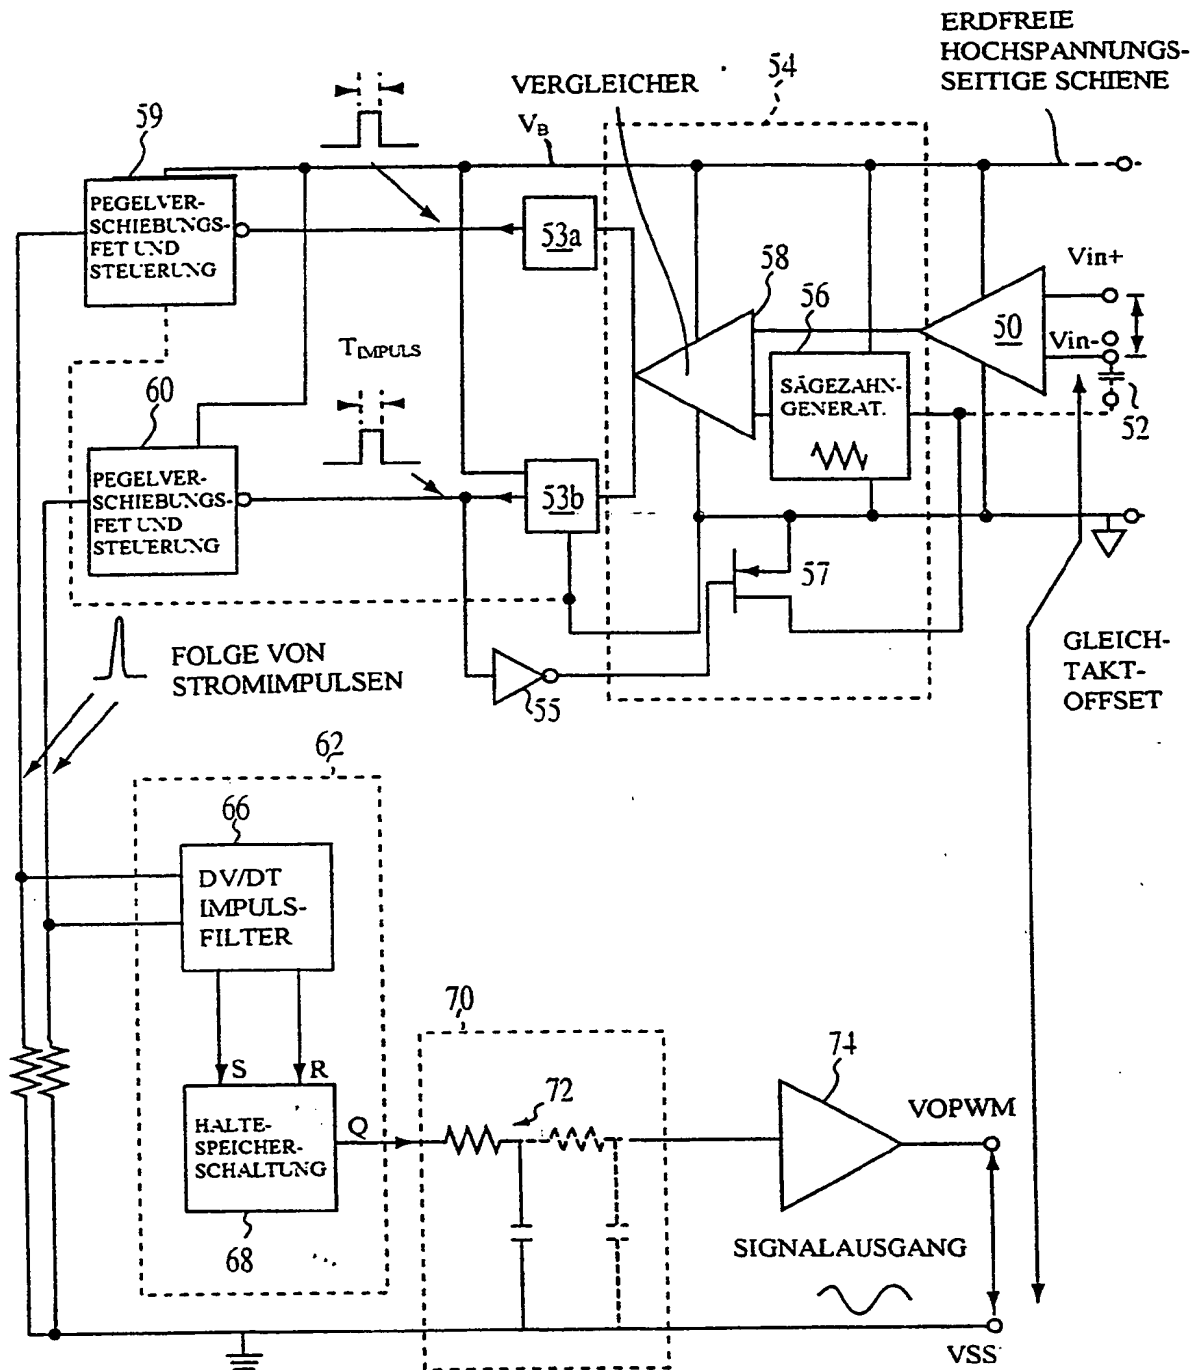 ERDFREIE
HOCHSPANNUNGS-
SEITIGE SCHIENE
54
VERGLEICHER
59
VB
PEGELVER-
SCHIEBUNGS-
FET UND
STEUERUNG
53a
58
56
Vin+
50
Vin-
TIMPULS
SÄGEZAHN-
GENERAT.
52
60
PEGELVER-
SCHIEBUNGS-
FET UND
STEUERUNG
53b
57
FOLGE VON
STROMIMPULSEN
55
GLEICH-
TAKT-
OFFSET
62
66
DV/DT
IMPULS-
FILTER
70
74
S
R
72
VOPWM
Q
HALTE-
SPEICHER-
SCHALTUNG
68
SIGNALAUSGANG
VSS